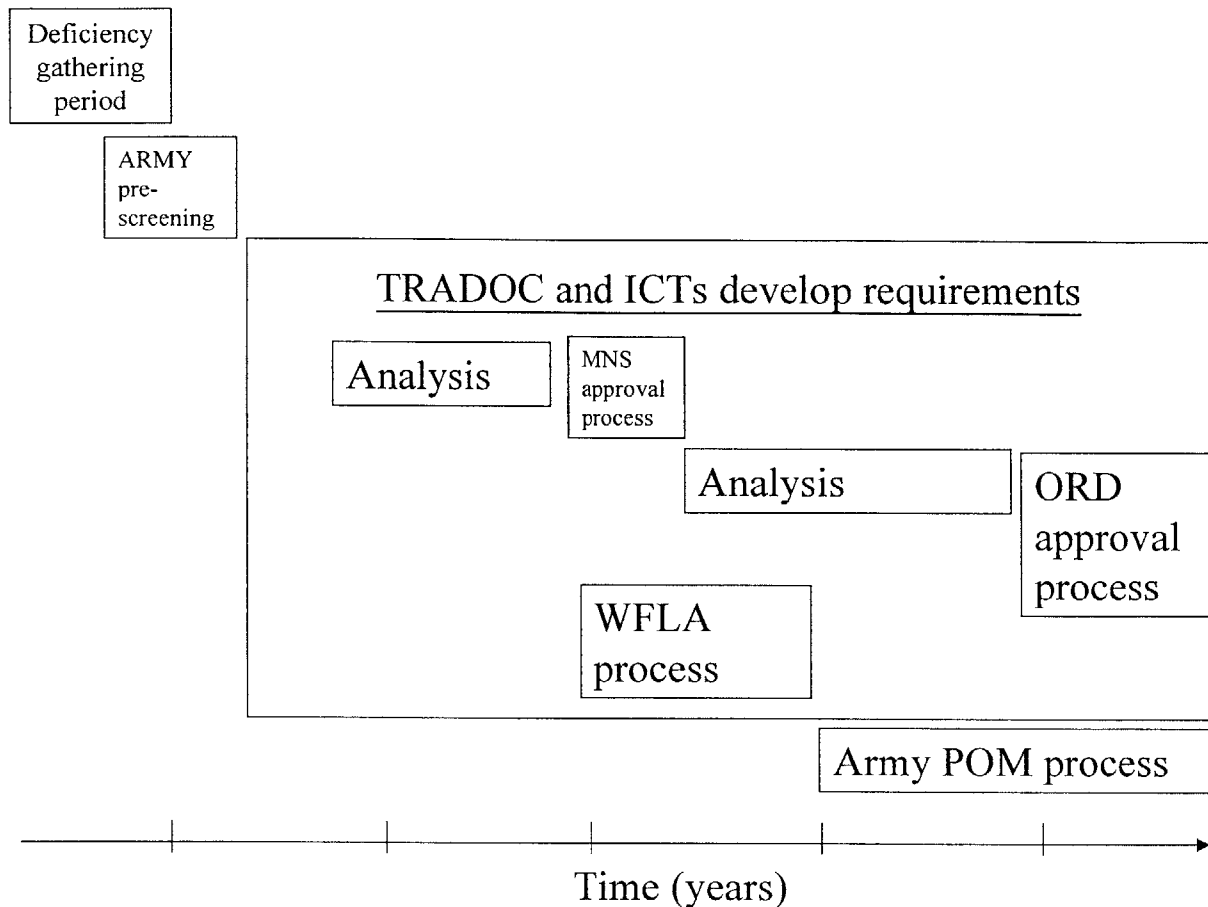 Deficiency
gathering
period
ARMY
pre-
screening
TRADOC and ICTs develop requirements
Analysis
MNS
approval
process
Analysis
ORD
approval
process
WFLA
process
Army POM process
Time (years)